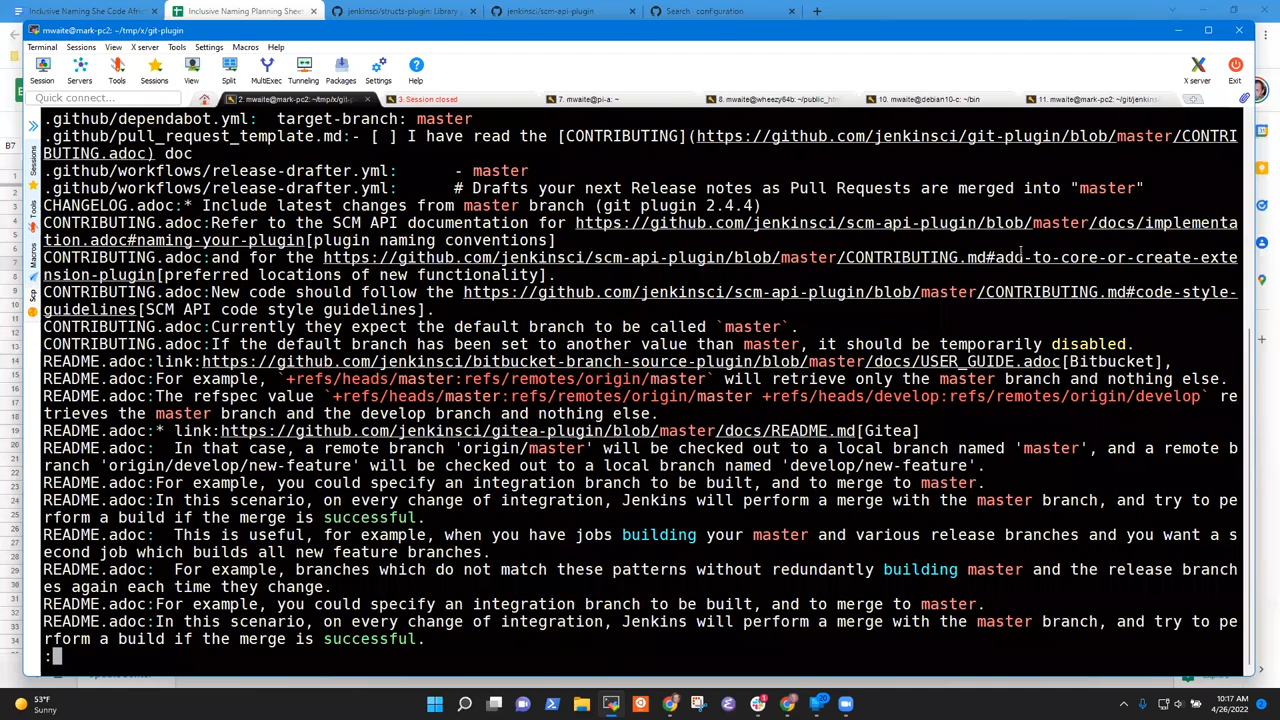 Inclusive Naming She Code Afric
Inclusive Naming Planning Sheet
jenkinsci/structs-plugin: Library
jenkinsci/scm-api-plugin
Search · configuration
mwaite@mark-pc2: ~/tmp/x/git-plugin
Terminal Sessions View X server Tools Settings Macros Help
Session Servers Tools Sessions View Split MultiExec Tunneling Packages Settings Help X server Exit
Quick connect...
2. mwaite@mark-pc2: ~/tmp/x/git-p
3. Session closed
7. mwaite@pi-a: ~
8. mwaite@wheezy64b: ~/public_htm
10. mwaite@debian10-c: ~/bin
11. mwaite@mark-pc2: ~/git/jenkins
B7
Sessions
Tools
Macros
Scp
.github/dependabot.yml:  target-branch: master
.github/pull_request_template.md:- [ ] I have read the [CONTRIBUTING](https://github.com/jenkinsci/git-plugin/blob/master/CONTRI
BUTING.adoc) doc
.github/workflows/release-drafter.yml:      - master
.github/workflows/release-drafter.yml:      # Drafts your next Release notes as Pull Requests are merged into "master"
CHANGELOG.adoc:* Include latest changes from master branch (git plugin 2.4.4)
CONTRIBUTING.adoc:Refer to the SCM API documentation for https://github.com/jenkinsci/scm-api-plugin/blob/master/docs/implementa
tion.adoc#naming-your-plugin[plugin naming conventions]
CONTRIBUTING.adoc:and for the https://github.com/jenkinsci/scm-api-plugin/blob/master/CONTRIBUTING.md#add-to-core-or-create-exte
nsion-plugin[preferred locations of new functionality].
CONTRIBUTING.adoc:New code should follow the https://github.com/jenkinsci/scm-api-plugin/blob/master/CONTRIBUTING.md#code-style-
guidelines[SCM API code style guidelines].
CONTRIBUTING.adoc:Currently they expect the default branch to be called `master`.
CONTRIBUTING.adoc:If the default branch has been set to another value than master, it should be temporarily disabled.
README.adoc:link:https://github.com/jenkinsci/bitbucket-branch-source-plugin/blob/master/docs/USER_GUIDE.adoc[Bitbucket],
README.adoc:For example, `+refs/heads/master:refs/remotes/origin/master` will retrieve only the master branch and nothing else.
README.adoc:The refspec value `+refs/heads/master:refs/remotes/origin/master +refs/heads/develop:refs/remotes/origin/develop` re
trieves the master branch and the develop branch and nothing else.
README.adoc:* link:https://github.com/jenkinsci/gitea-plugin/blob/master/docs/README.md[Gitea]
README.adoc:  In that case, a remote branch 'origin/master' will be checked out to a local branch named 'master', and a remote b
ranch 'origin/develop/new-feature' will be checked out to a local branch named 'develop/new-feature'.
README.adoc:For example, you could specify an integration branch to be built, and to merge to master.
README.adoc:In this scenario, on every change of integration, Jenkins will perform a merge with the master branch, and try to pe
rform a build if the merge is successful.
README.adoc:  This is useful, for example, when you have jobs building your master and various release branches and you want a s
econd job which builds all new feature branches.
README.adoc:  For example, branches which do not match these patterns without redundantly building master and the release branch
es again each time they change.
README.adoc:For example, you could specify an integration branch to be built, and to merge to master.
README.adoc:In this scenario, on every change of integration, Jenkins will perform a merge with the master branch, and try to pe
rform a build if the merge is successful.
:
53°F
Sunny
20
10:17 AM
4/26/2022